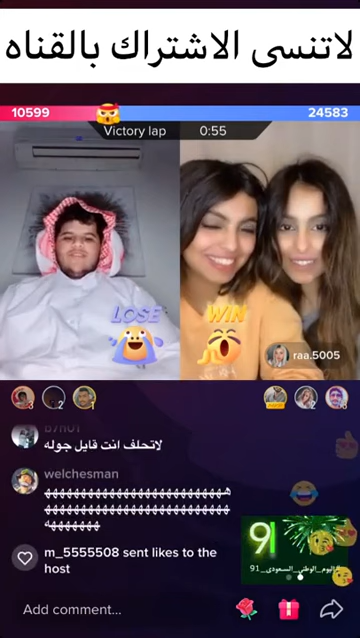 لاتنسى الاشتراك بالقناه
10599
24583
Victory lap
0:55
LOSE
WIN
raa.5005
لاتحلف انت قايل جوله
welchesman
m_5555508 sent likes to the
host
91
#اليوم_الوطني_السعودي_91
Add comment...